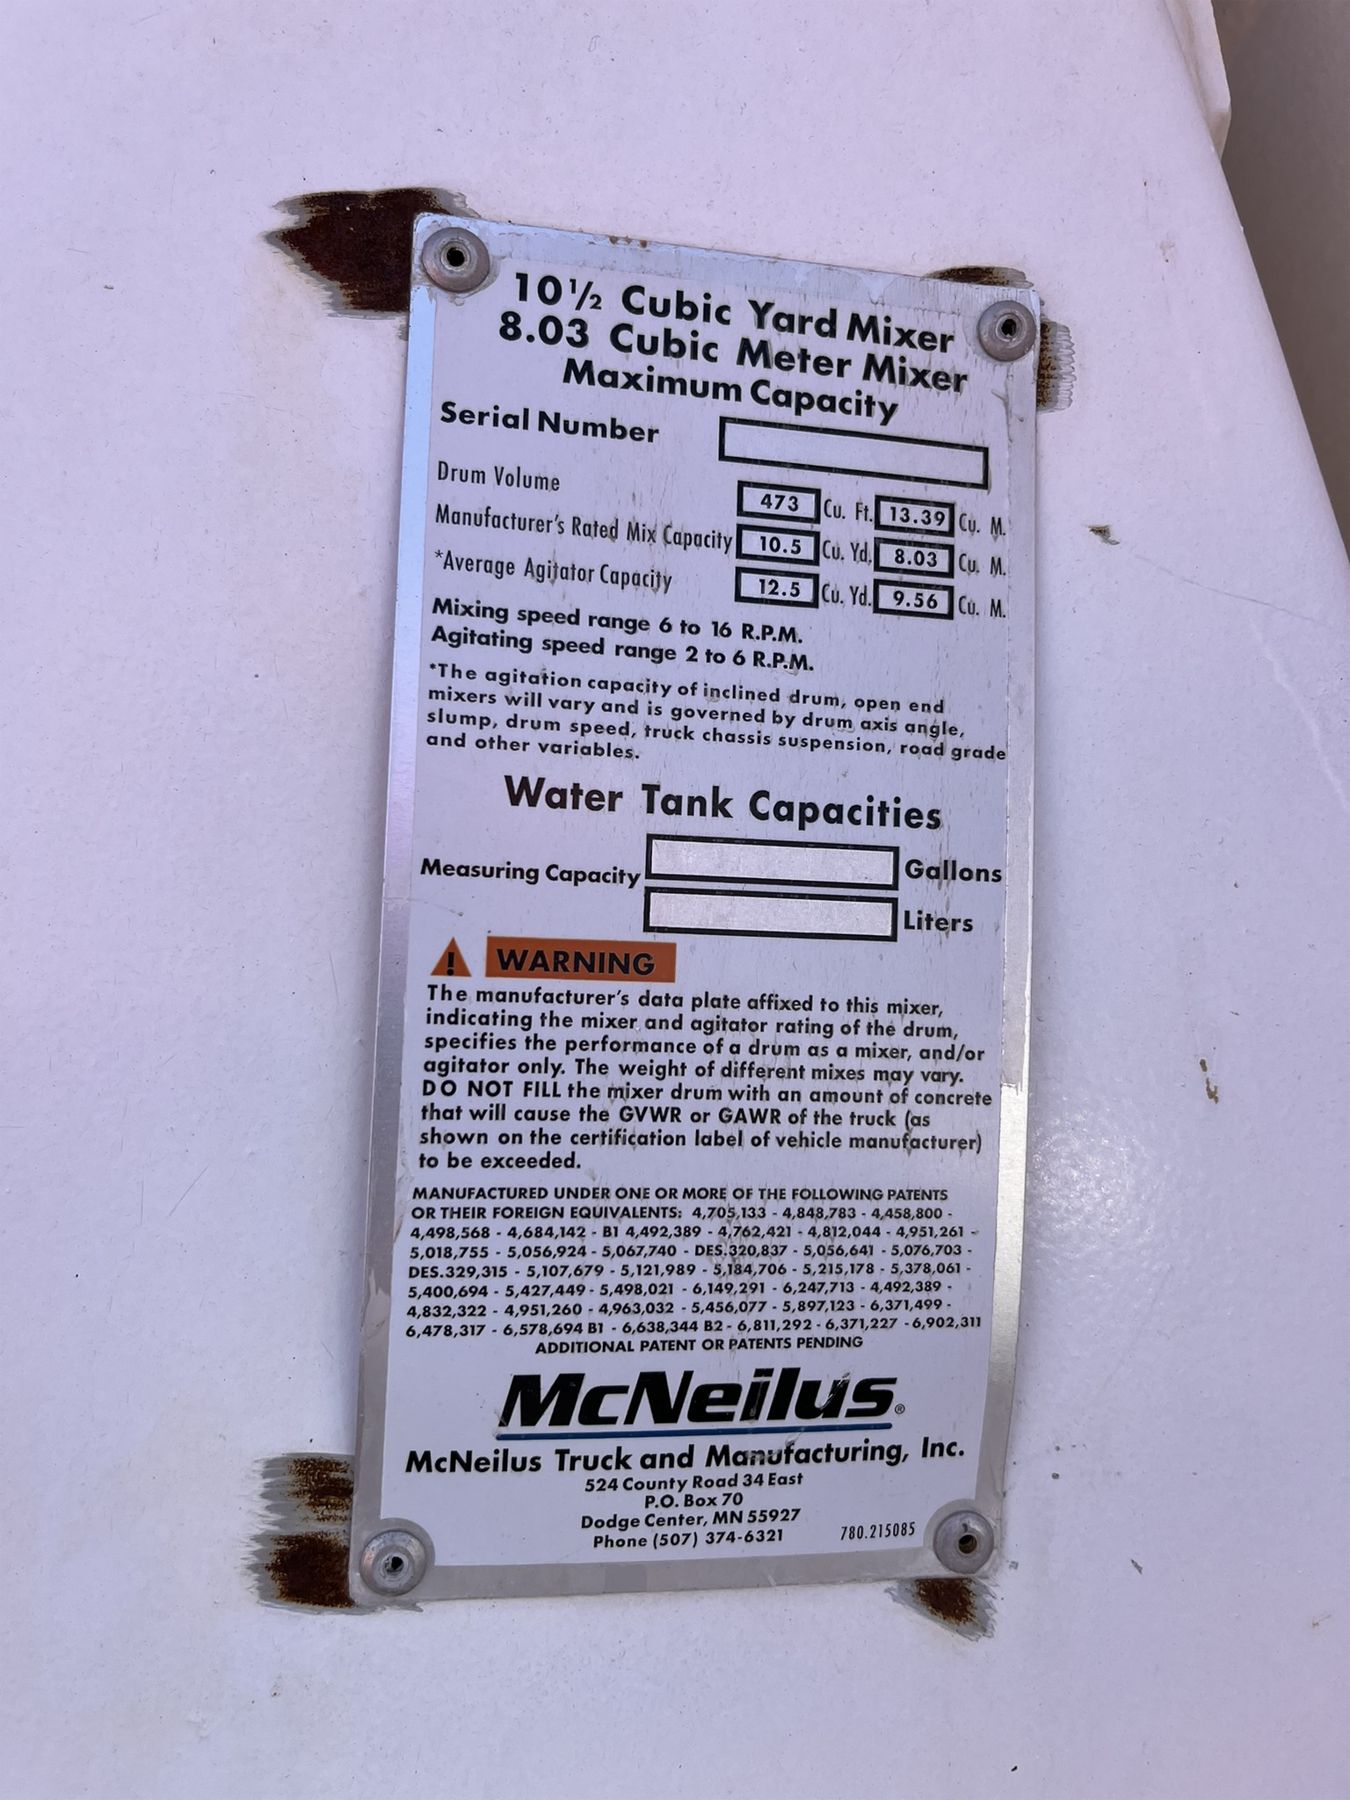 10 1/2 Cubic Yard Mixer
8.03 Cubic Meter Mixer
Maximum Capacity
Serial Number
Drum Volume 473 Cu. Ft. 13.39 Cu. M.
Manufacturer's Rated Mix Capacity 10.5 Cu. Yd. 8.03 Cu. M.
*Average Agitator Capacity 12.5 Cu. Yd. 9.56 Cu. M.
Mixing speed range 6 to 16 R.P.M.
Agitating speed range 2 to 6 R.P.M.
*The agitation capacity of inclined drum, open end
mixers will vary and is governed by drum axis angle,
slump, drum speed, truck chassis suspension, road grade
and other variables.
Water Tank Capacities
Measuring Capacity Gallons
Liters
! WARNING
The manufacturer's data plate affixed to this mixer,
indicating the mixer and agitator rating of the drum,
specifies the performance of a drum as a mixer, and/or
agitator only. The weight of different mixes may vary.
DO NOT FILL the mixer drum with an amount of concrete
that will cause the GVWR or GAWR of the truck (as
shown on the certification label of vehicle manufacturer)
to be exceeded.
MANUFACTURED UNDER ONE OR MORE OF THE FOLLOWING PATENTS
OR THEIR FOREIGN EQUIVALENTS: 4,705,133 - 4,848,783 - 4,458,800 -
4,498,568 - 4,684,142 - B1 4,492,389 - 4,762,421 - 4,812,044 - 4,951,261 -
5,018,755 - 5,056,924 - 5,067,740 - DES.320,837 - 5,056,641 - 5,076,703 -
DES.329,315 - 5,107,679 - 5,121,989 - 5,184,706 - 5,215,178 - 5,378,061 -
5,400,694 - 5,427,449 - 5,498,021 - 6,149,291 - 6,247,713 - 4,492,389 -
4,832,322 - 4,951,260 - 4,963,032 - 5,456,077 - 5,897,123 - 6,371,499 -
6,478,317 - 6,578,694 B1 - 6,638,344 B2 - 6,811,292 - 6,371,227 - 6,902,311
ADDITIONAL PATENT OR PATENTS PENDING
McNeilus®
McNeilus Truck and Manufacturing, Inc.
524 County Road 34 East
P.O. Box 70
Dodge Center, MN 55927
Phone (507) 374-6321
780.215085